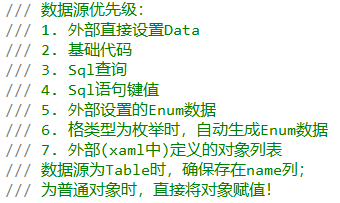 /// 数据源优先级：
/// 1. 外部直接设置Data
/// 2. 基础代码
/// 3. Sql查询
/// 4. Sql语句键值
/// 5. 外部设置的Enum数据
/// 6. 格类型为枚举时，自动生成Enum数据
/// 7. 外部(xaml中)定义的对象列表
/// 数据源为Table时，确保存在name列；
/// 为普通对象时，直接将对象赋值！